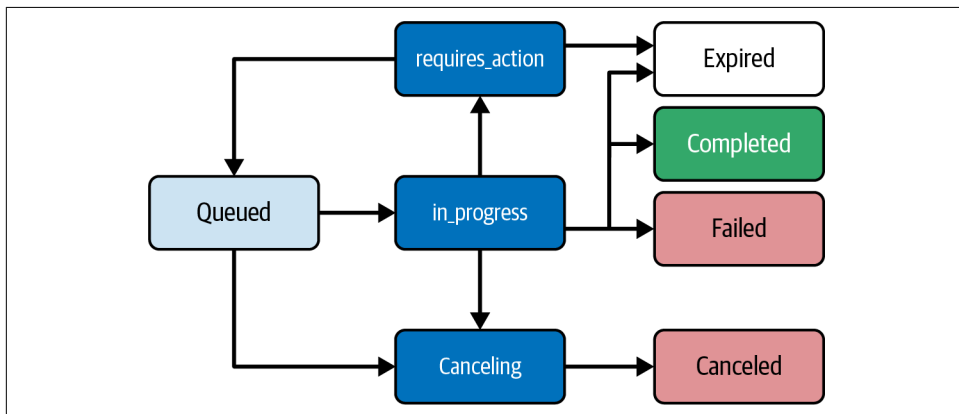 requires_action
Expired
Completed
Queued
in_progress
Failed
Canceling
Canceled